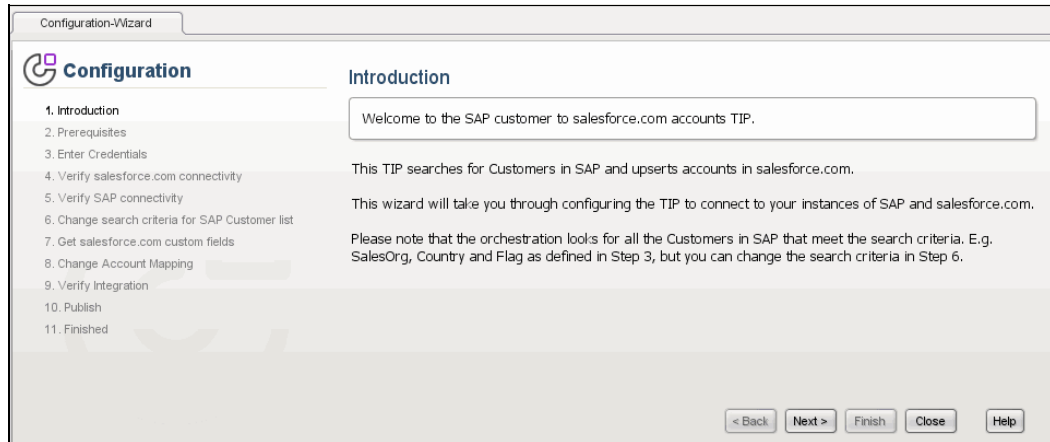 Configuration-Wizard
Configuration
1. Introduction
2. Prerequisites
3. Enter Credentials
4. Verify salesforce.com connectivity
5. Verify SAP connectivity
6. Change search criteria for SAP Customer list
7. Get salesforce.com custom fields
8. Change Account Mapping
9. Verify Integration
10. Publish
11. Finished
Introduction
Welcome to the SAP customer to salesforce.com accounts TIP.
This TIP searches for Customers in SAP and upserts accounts in salesforce.com.
This wizard will take you through configuring the TIP to connect to your instances of SAP and salesforce.com.
Please note that the orchestration looks for all the Customers in SAP that meet the search criteria. E.g.
SalesOrg, Country and Flag as defined in Step 3, but you can change the search criteria in Step 6.
< Back Next > Finish Close Help